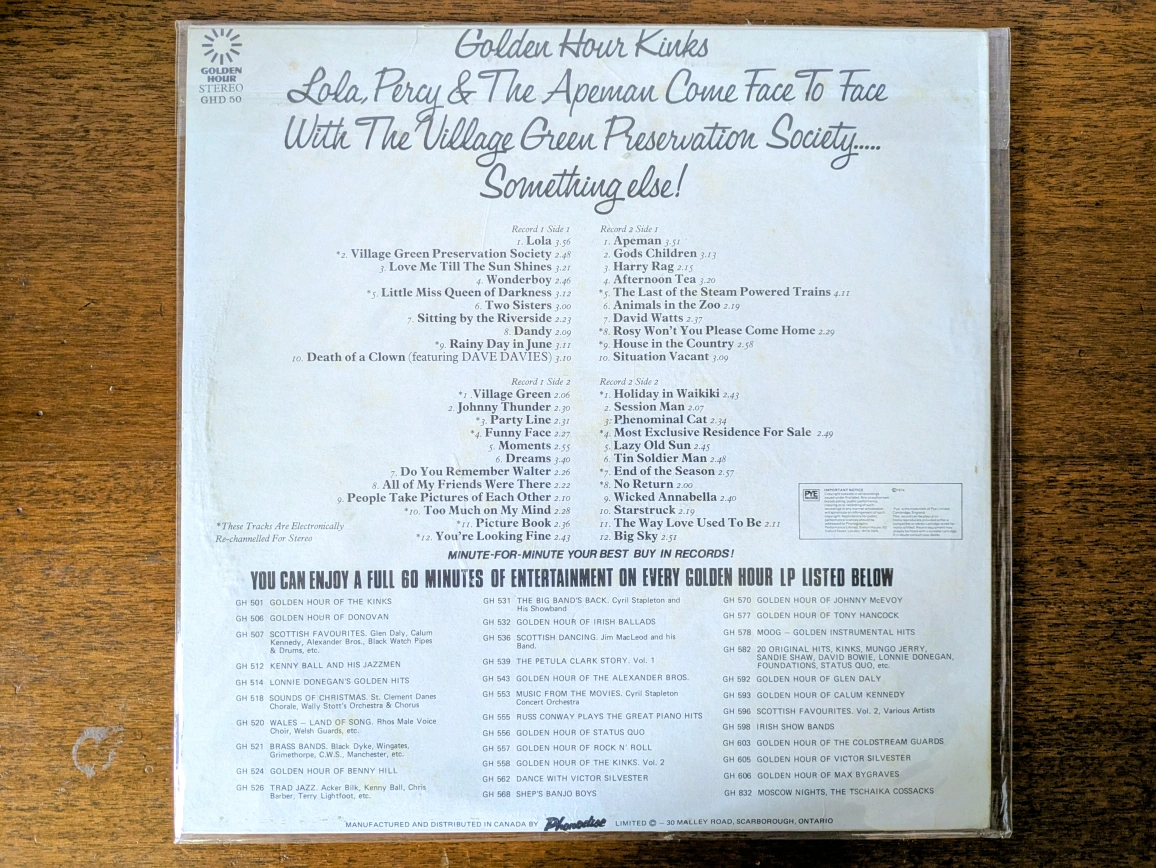 GOLDEN
HOUR
STEREO
GHD 50
Golden Hour Kinks
Lola, Percy & The Apeman Come Face To Face
With The Village Green Preservation Society.....
Something else!
Record 1 Side 1
1. Lola 3.56
*2. Village Green Preservation Society 2.48
3. Love Me Till The Sun Shines 3.21
4. Wonderboy 2.46
*5. Little Miss Queen of Darkness 3.12
6. Two Sisters 3.00
7. Sitting by the Riverside 2.23
8. Dandy 2.09
*9. Rainy Day in June 3.11
10. Death of a Clown (featuring DAVE DAVIES) 3.10
Record 2 Side 1
1. Apeman 3.51
2. Gods Children 3.13
3. Harry Rag 2.15
4. Afternoon Tea 3.20
*5. The Last of the Steam Powered Trains 4.11
6. Animals in the Zoo 2.19
7. David Watts 2.37
*8. Rosy Won't You Please Come Home 2.29
*9. House in the Country 2.58
10. Situation Vacant 3.09
Record 1 Side 2
*1. Village Green 2.06
2. Johnny Thunder 2.30
*3. Party Line 2.31
*4. Funny Face 2.27
5. Moments 2.55
6. Dreams 3.40
7. Do You Remember Walter 2.26
8. All of My Friends Were There 2.22
9. People Take Pictures of Each Other 2.10
*10. Too Much on My Mind 2.28
*11. Picture Book 2.36
*12. You're Looking Fine 2.43
Record 2 Side 2
*1. Holiday in Waikiki 2.43
2. Session Man 2.07
3: Phenominal Cat 2.34
*4. Most Exclusive Residence For Sale 2.49
5. Lazy Old Sun 2.45
6. Tin Soldier Man 2.48
*7. End of the Season 2.57
*8. No Return 2.00
9. Wicked Annabella 2.40
10. Starstruck 2.19
11. The Way Love Used To Be 2.11
12. Big Sky 2.51
*These Tracks Are Electronically
Re-channelled For Stereo
PYE
IMPORTANT NOTICE
MINUTE-FOR-MINUTE YOUR BEST BUY IN RECORDS!
YOU CAN ENJOY A FULL 60 MINUTES OF ENTERTAINMENT ON EVERY GOLDEN HOUR LP LISTED BELOW
GH 501 GOLDEN HOUR OF THE KINKS
GH 506 GOLDEN HOUR OF DONOVAN
GH 507 SCOTTISH FAVOURITES. Glen Daly, Calum
Kennedy, Alexander Bros., Black Watch Pipes
& Drums, etc.
GH 512 KENNY BALL AND HIS JAZZMEN
GH 514 LONNIE DONEGAN'S GOLDEN HITS
GH 518 SOUNDS OF CHRISTMAS. St. Clement Danes
Chorale, Wally Stott's Orchestra & Chorus
GH 520 WALES – LAND OF SONG. Rhos Male Voice
Choir, Welsh Guards, etc.
GH 521 BRASS BANDS. Black Dyke, Wingates,
Grimethorpe, C.W.S., Manchester, etc.
GH 524 GOLDEN HOUR OF BENNY HILL
GH 526 TRAD JAZZ. Acker Bilk, Kenny Ball, Chris
Barber, Terry Lightfoot, etc.
GH 531 THE BIG BAND'S BACK. Cyril Stapleton and
His Showband
GH 532 GOLDEN HOUR OF IRISH BALLADS
GH 536 SCOTTISH DANCING. Jim MacLeod and his
Band.
GH 539 THE PETULA CLARK STORY. Vol. 1
GH 543 GOLDEN HOUR OF THE ALEXANDER BROS.
GH 553 MUSIC FROM THE MOVIES. Cyril Stapleton
Concert Orchestra
GH 555 RUSS CONWAY PLAYS THE GREAT PIANO HITS
GH 556 GOLDEN HOUR OF STATUS QUO
GH 557 GOLDEN HOUR OF ROCK N' ROLL
GH 558 GOLDEN HOUR OF THE KINKS. Vol. 2
GH 562 DANCE WITH VICTOR SILVESTER
GH 568 SHEP'S BANJO BOYS
GH 570 GOLDEN HOUR OF JOHNNY McEVOY
GH 577 GOLDEN HOUR OF TONY HANCOCK
GH 578 MOOG – GOLDEN INSTRUMENTAL HITS
GH 582 20 ORIGINAL HITS, KINKS, MUNGO JERRY,
SANDIE SHAW, DAVID BOWIE, LONNIE DONEGAN,
FOUNDATIONS, STATUS QUO, etc.
GH 592 GOLDEN HOUR OF GLEN DALY
GH 593 GOLDEN HOUR OF CALUM KENNEDY
GH 596 SCOTTISH FAVOURITES. Vol. 2, Various Artists
GH 598 IRISH SHOW BANDS
GH 603 GOLDEN HOUR OF THE COLDSTREAM GUARDS
GH 605 GOLDEN HOUR OF VICTOR SILVESTER
GH 606 GOLDEN HOUR OF MAX BYGRAVES
GH 832 MOSCOW NIGHTS, THE TSCHAIKA COSSACKS
MANUFACTURED AND DISTRIBUTED IN CANADA BY Phonodisc LIMITED © – 30 MALLEY ROAD, SCARBOROUGH, ONTARIO